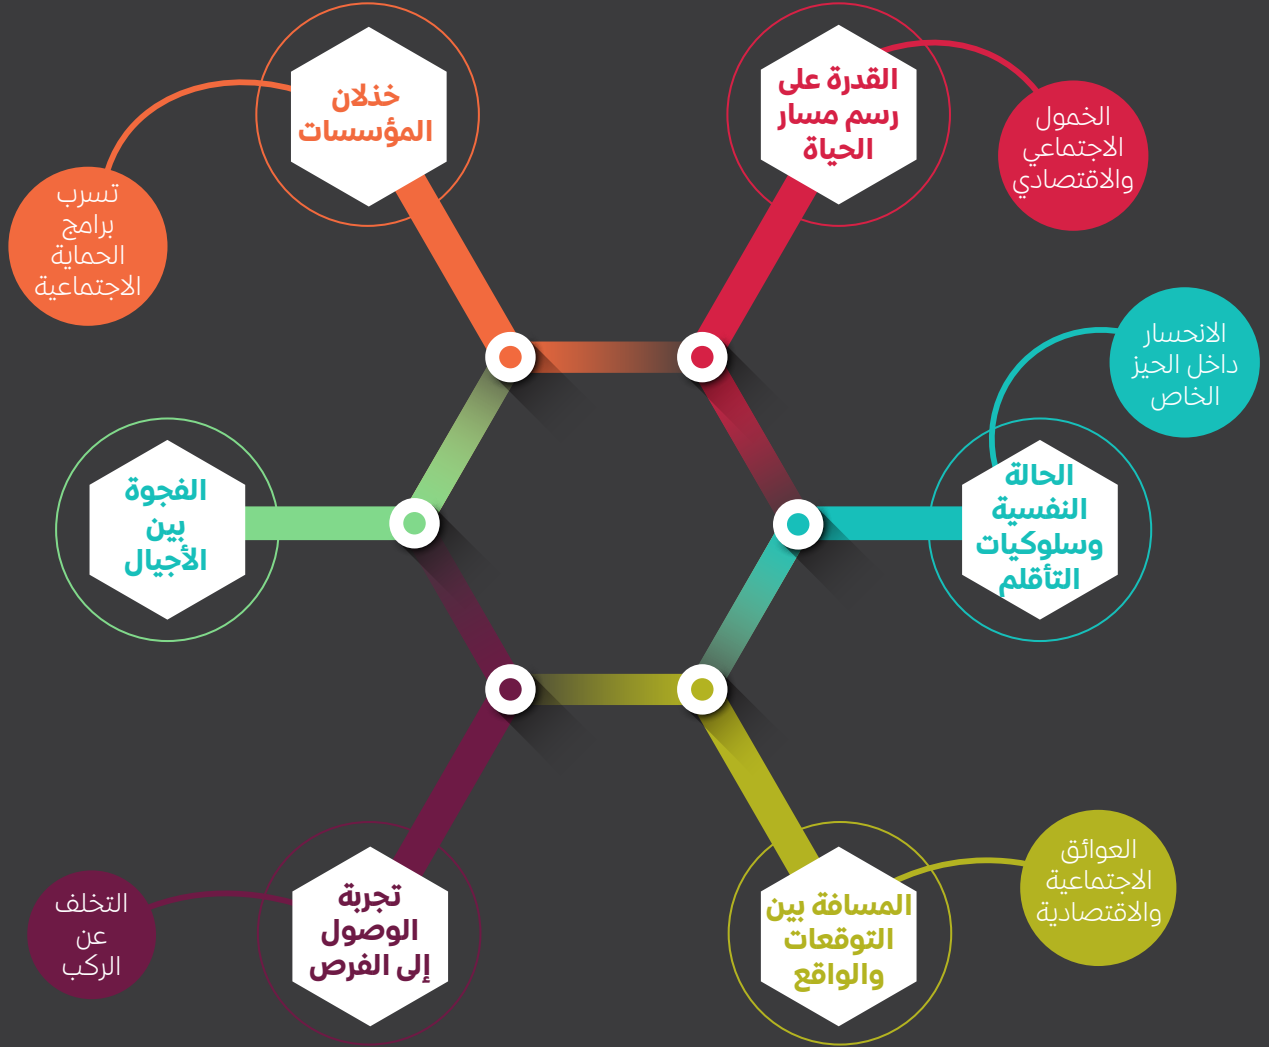 القدرة على
رسم مسار
الحياة
الخمول
الاجتماعي
والاقتصادي
خذلان
المؤسسات
تسرب
برامج
الحماية
الاجتماعية
الانحسار
داخل الحيز
الخاص
الحالة
النفسية
وسلوكيات
التأقلم
الفجوة
بين
الأجيال
العوائق
الاجتماعية
والاقتصادية
المسافة بين
التوقعات
والواقع
تجربة
الوصول
إلى الفرص
التخلف
عن
الركب